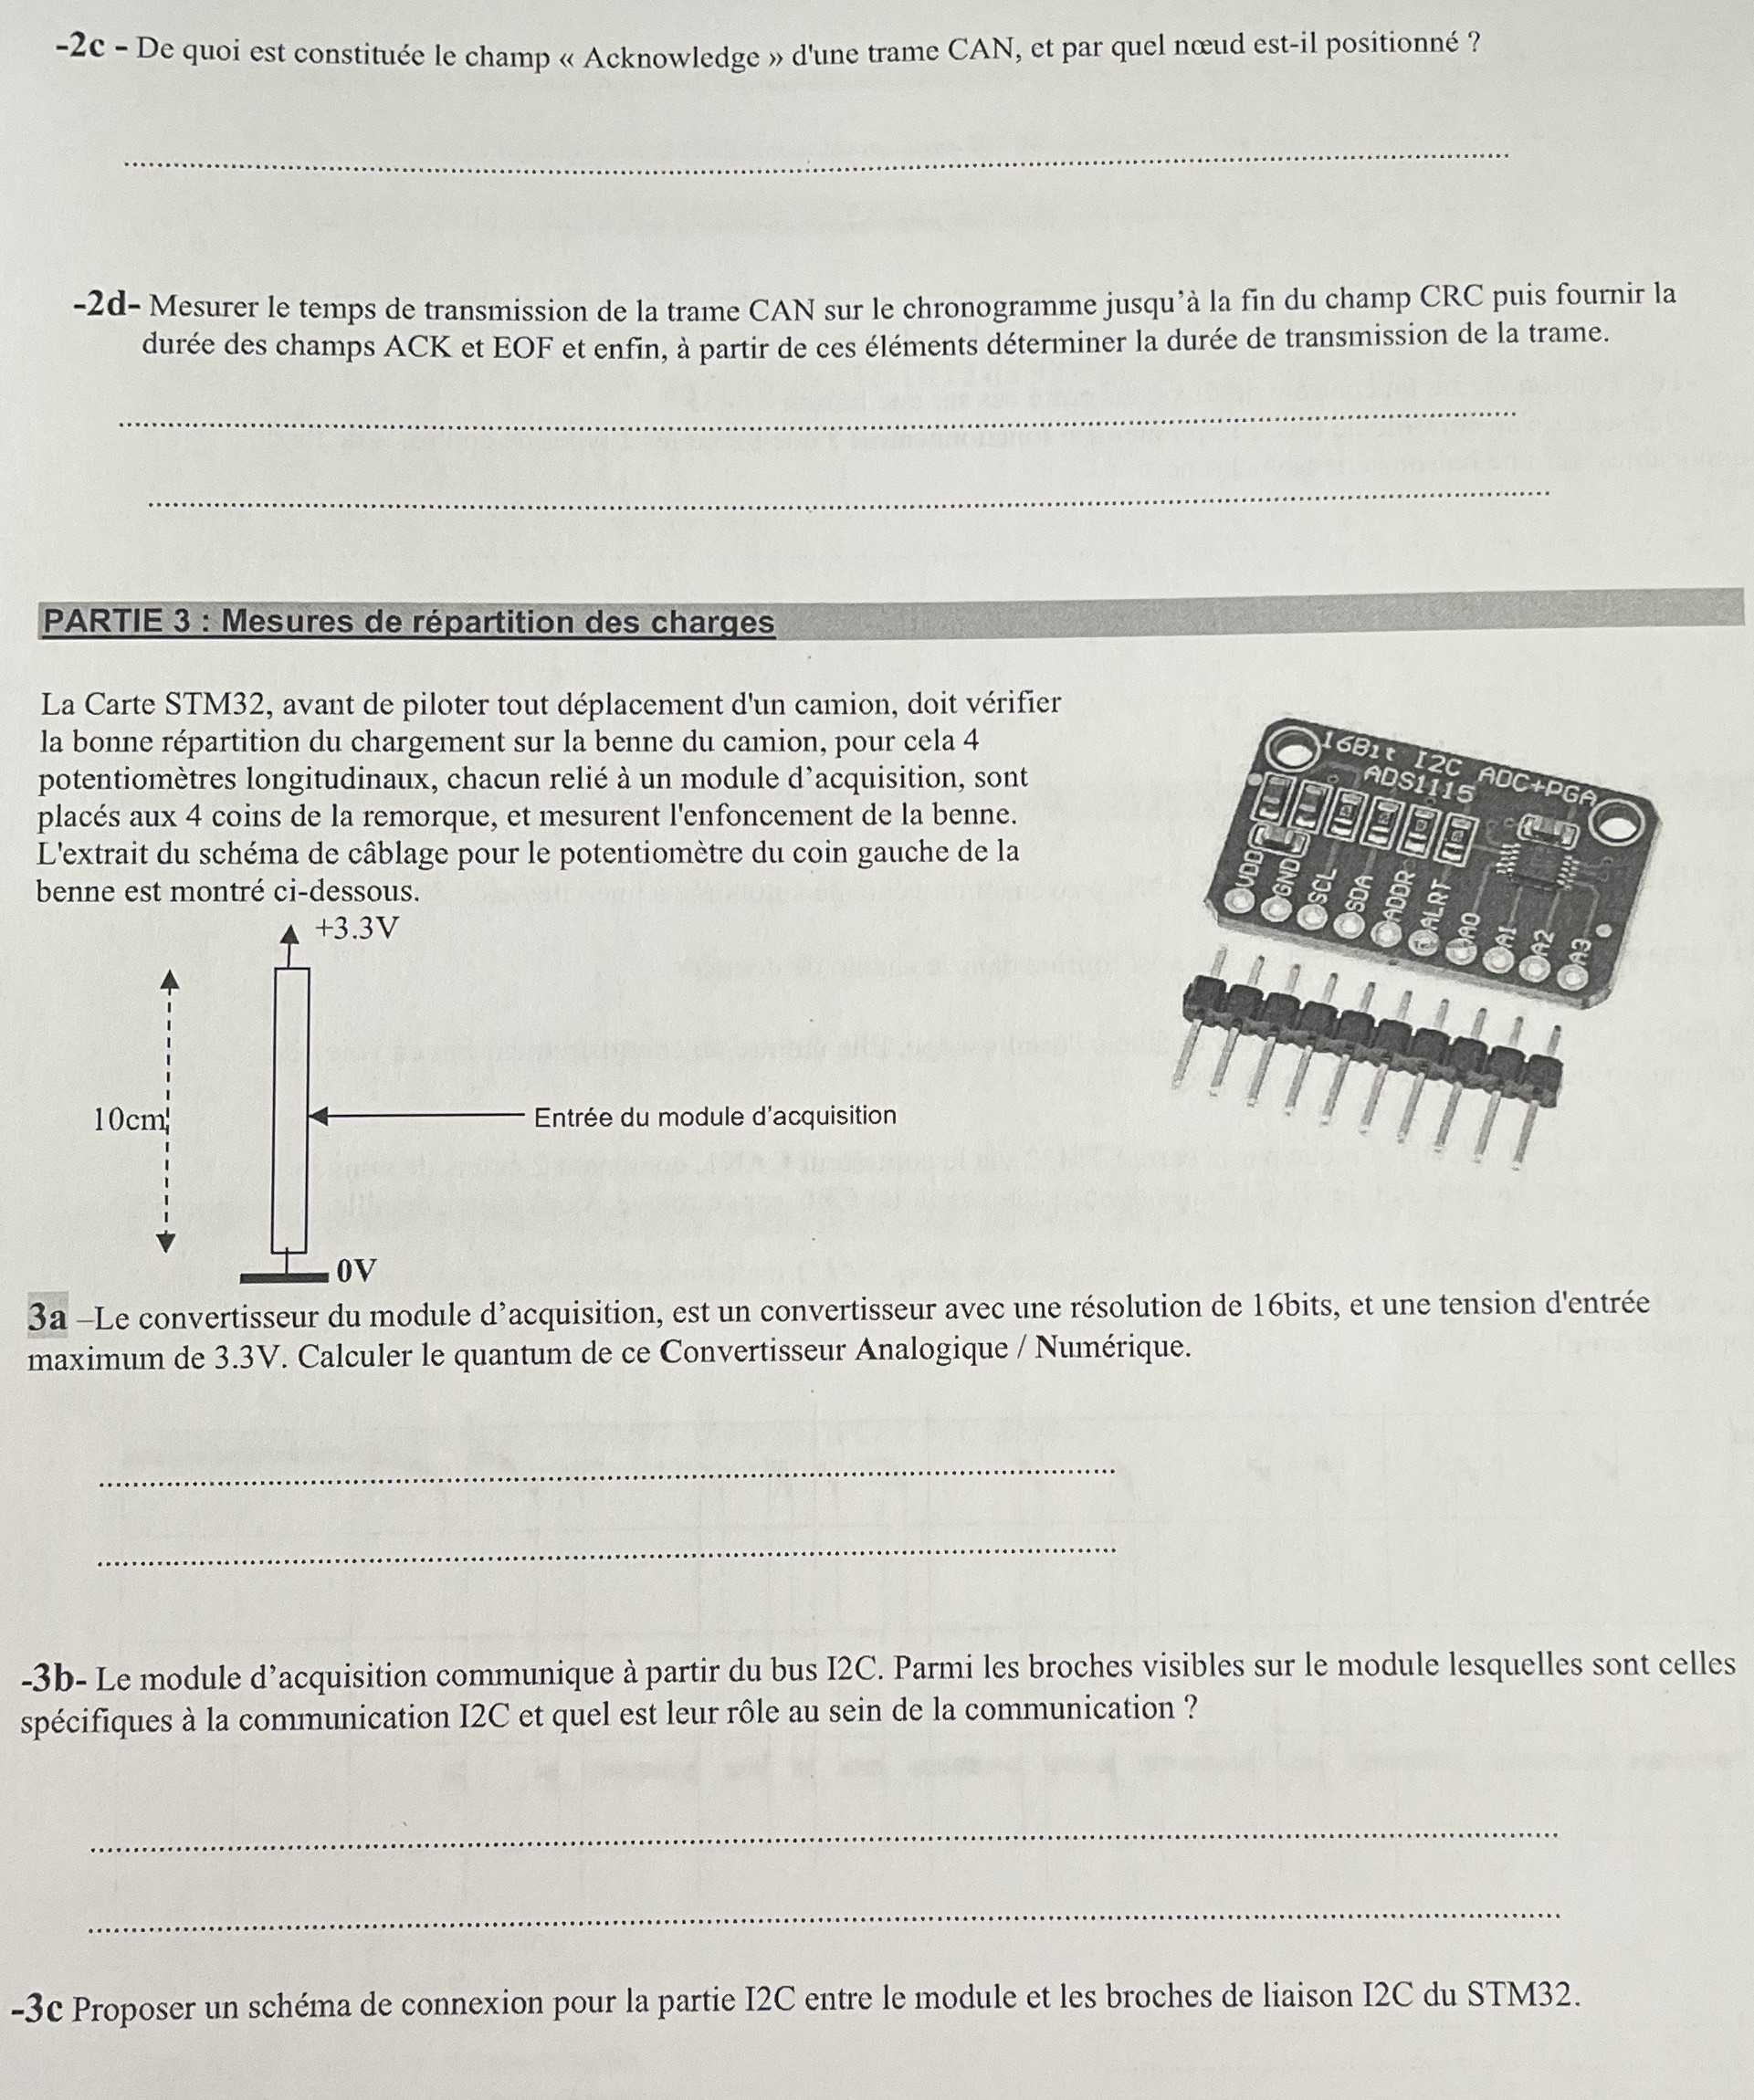 -2c - De quoi est constituée le champ « Acknowledge » d'une trame CAN, et par quel nœud est-il positionné ?
-2d- Mesurer le temps de transmission de la trame CAN sur le chronogramme jusqu'à la fin du champ CRC puis fournir la
durée des champs ACK et EOF et enfin, à partir de ces éléments déterminer la durée de transmission de la trame.
PARTIE 3 : Mesures de répartition des charges
La Carte STM32, avant de piloter tout déplacement d'un camion, doit vérifier
la bonne répartition du chargement sur la benne du camion, pour cela 4
potentiomètres longitudinaux, chacun relié à un module d'acquisition, sont
placés aux 4 coins de la remorque, et mesurent l'enfoncement de la benne.
L'extrait du schéma de câblage pour le potentiomètre du coin gauche de la
benne est montré ci-dessous.
16Bit I2C ADC+PGA
ADS1115
VDD
GND
SCL
SDA
ADDR
ALRT
A0
A1
A2
A3
+3.3V
10cm
Entrée du module d'acquisition
0V
3a –Le convertisseur du module d'acquisition, est un convertisseur avec une résolution de 16bits, et une tension d'entrée
maximum de 3.3V. Calculer le quantum de ce Convertisseur Analogique / Numérique.
-3b- Le module d'acquisition communique à partir du bus I2C. Parmi les broches visibles sur le module lesquelles sont celles
spécifiques à la communication I2C et quel est leur rôle au sein de la communication ?
-3c Proposer un schéma de connexion pour la partie I2C entre le module et les broches de liaison I2C du STM32.